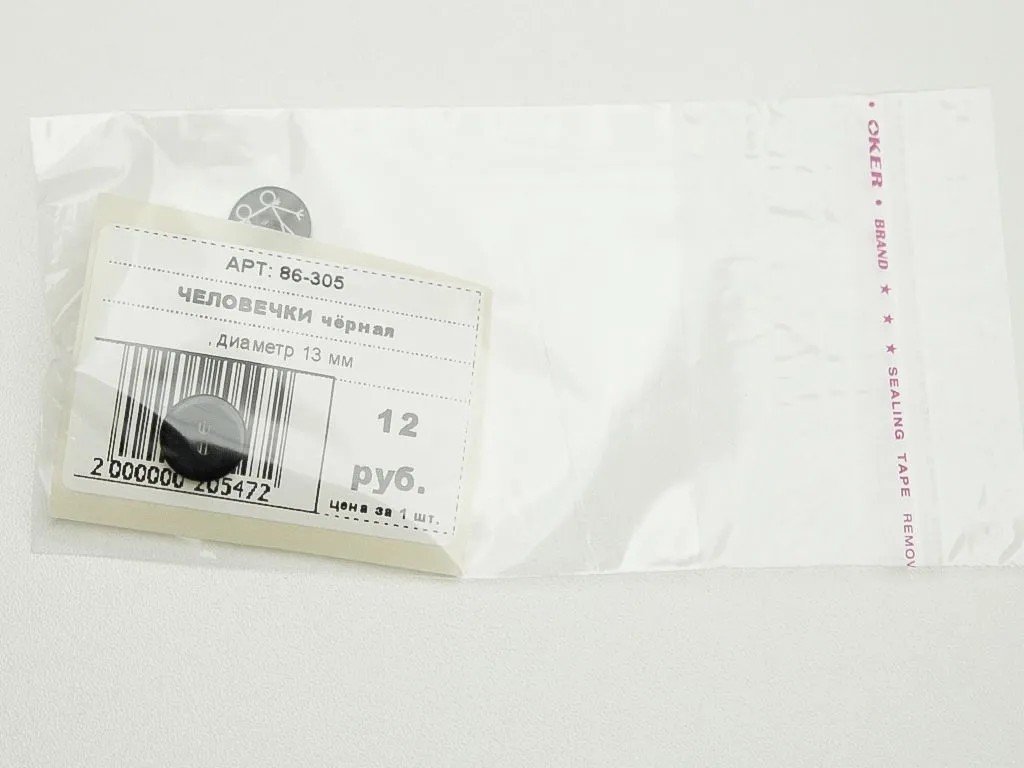 АРТ: 86-305
ЧЕЛОВЕЧКИ чёрная
, диаметр 13 мм
12
руб.
цена за 1 шт.
2 000000 205472
• OKER • BRAND ★ ★ ★ SEALING TAPE REMOV